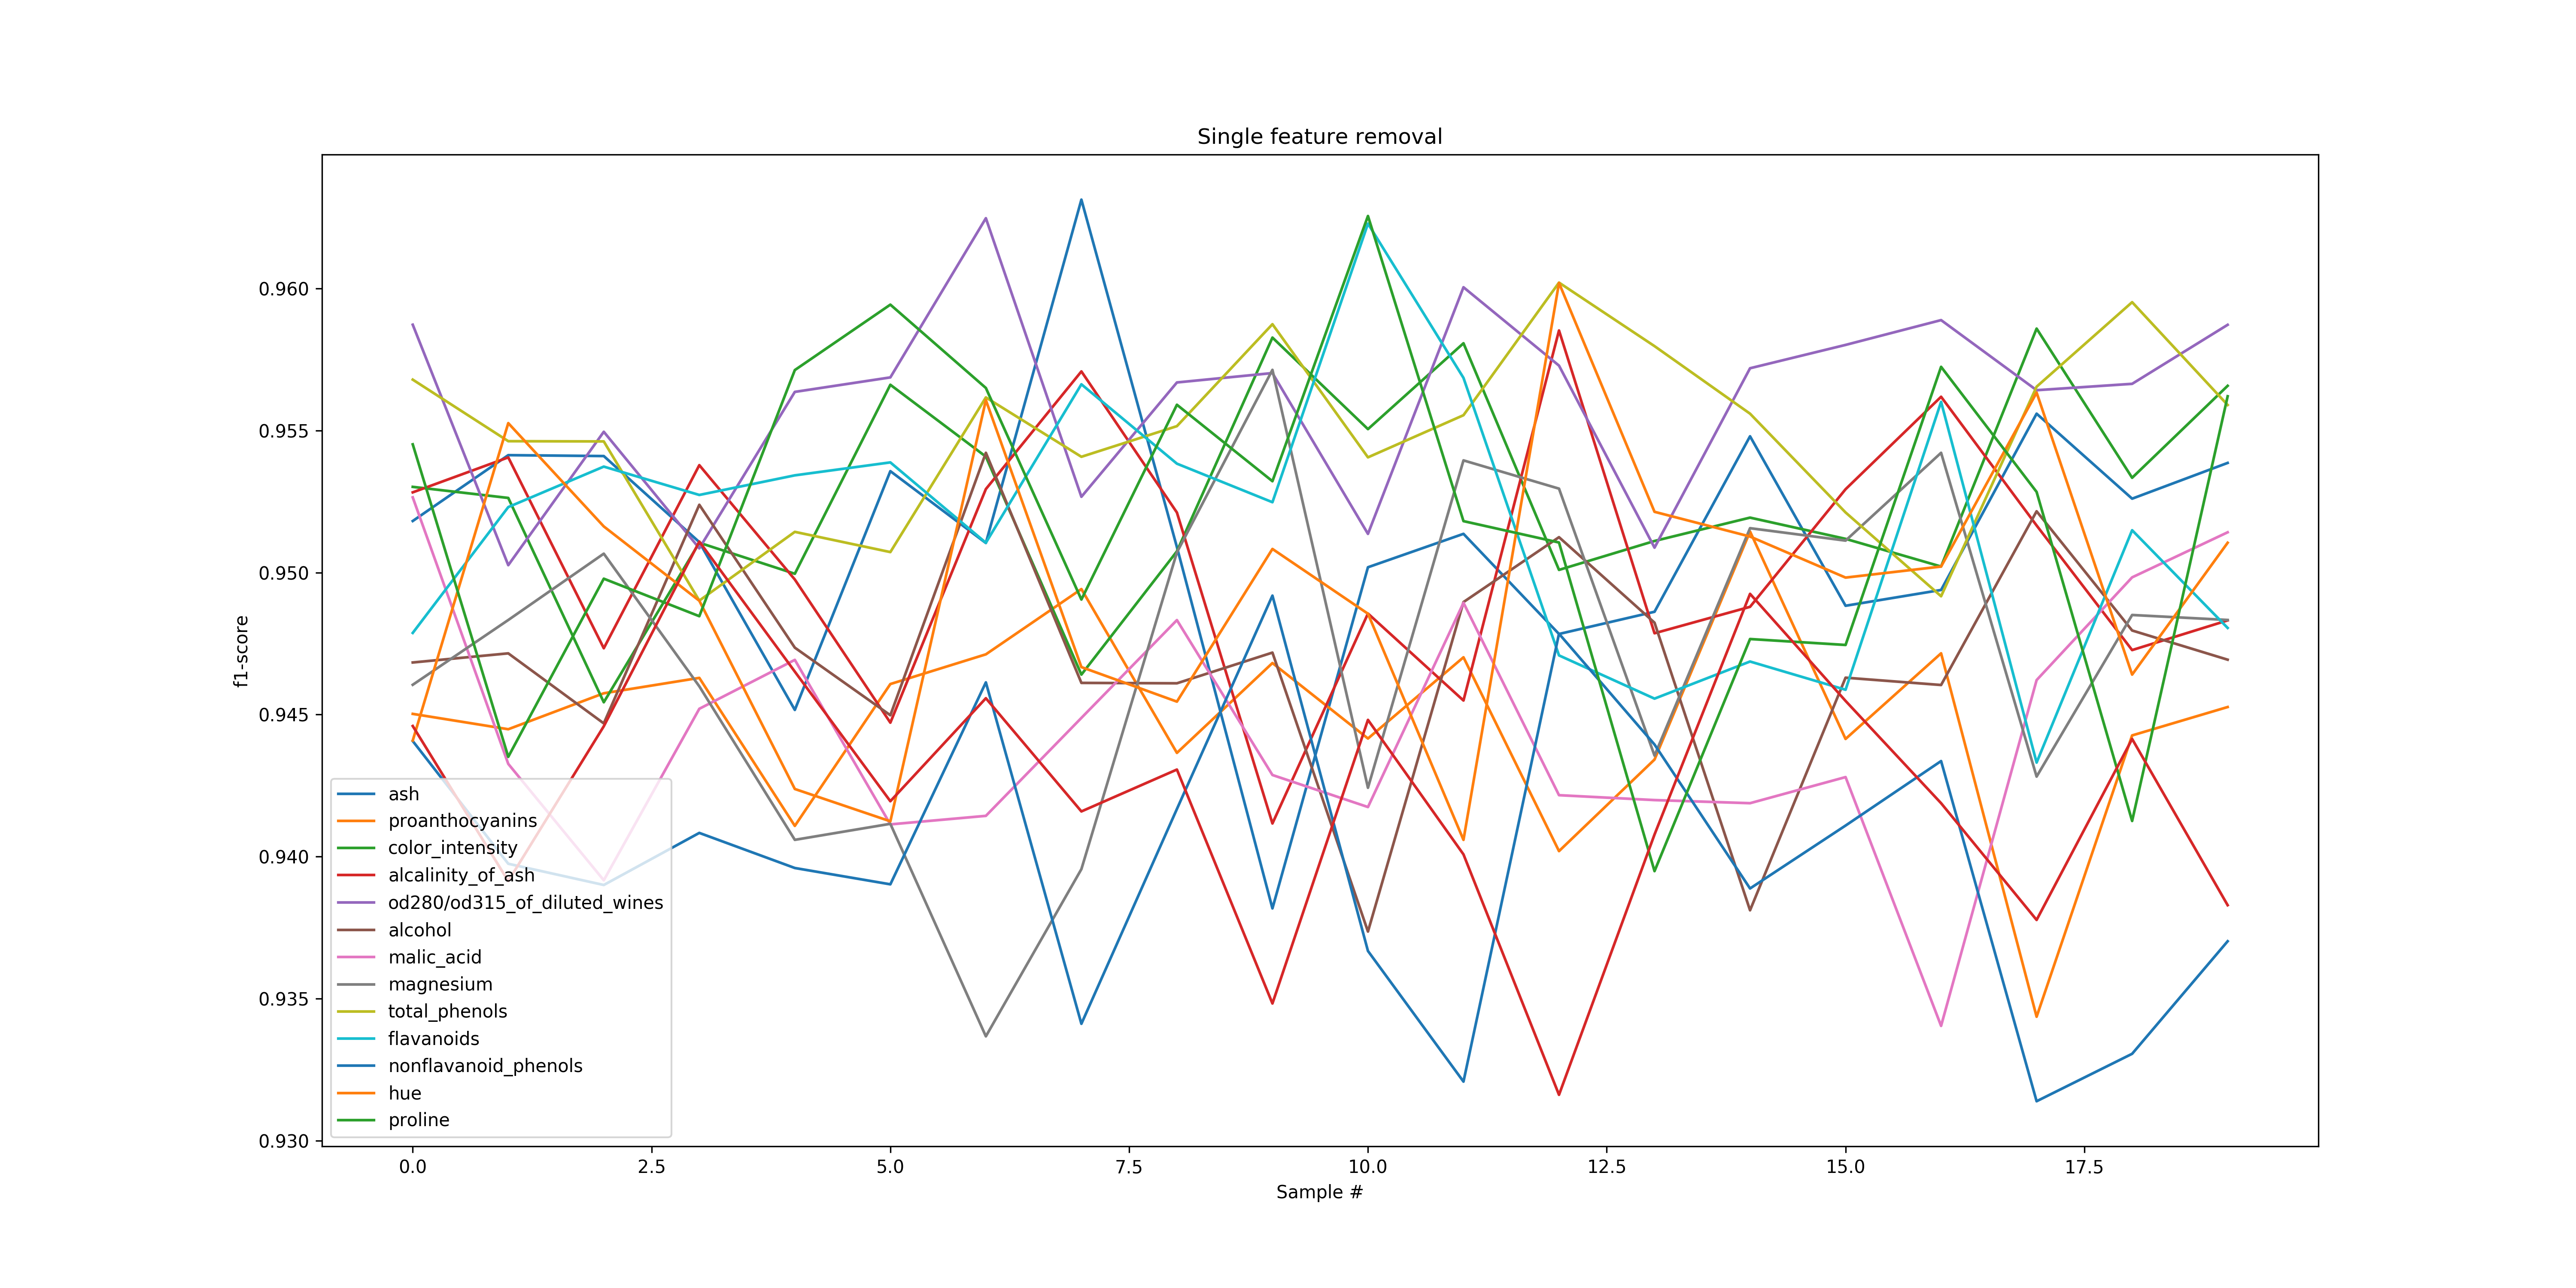 Single feature removal
f1-score
0.960
0.955
0.950
0.945
0.940
0.935
0.930
ash
proanthocyanins
color_intensity
alcalinity_of_ash
od280/od315_of_diluted_wines
alcohol
malic_acid
magnesium
total_phenols
flavanoids
nonflavanoid_phenols
hue
proline
0.0 2.5 5.0 7.5 10.0 12.5 15.0 17.5
Sample #